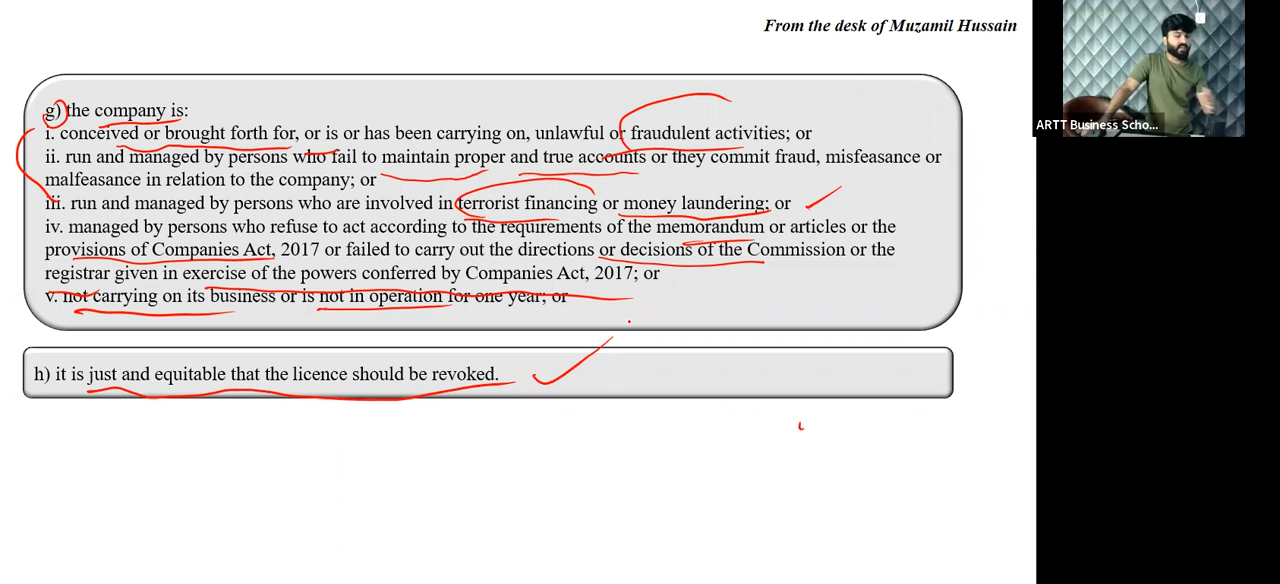 From the desk of Muzamil Hussain
ARTT Business Scho...
g) the company is:
i. conceived or brought forth for, or is or has been carrying on, unlawful or fraudulent activities; or
ii. run and managed by persons who fail to maintain proper and true accounts or they commit fraud, misfeasance or
malfeasance in relation to the company; or
iii. run and managed by persons who are involved in terrorist financing or money laundering; or
iv. managed by persons who refuse to act according to the requirements of the memorandum or articles or the
provisions of Companies Act, 2017 or failed to carry out the directions or decisions of the Commission or the
registrar given in exercise of the powers conferred by Companies Act, 2017; or
v. not carrying on its business or is not in operation for one year; or
h) it is just and equitable that the licence should be revoked.